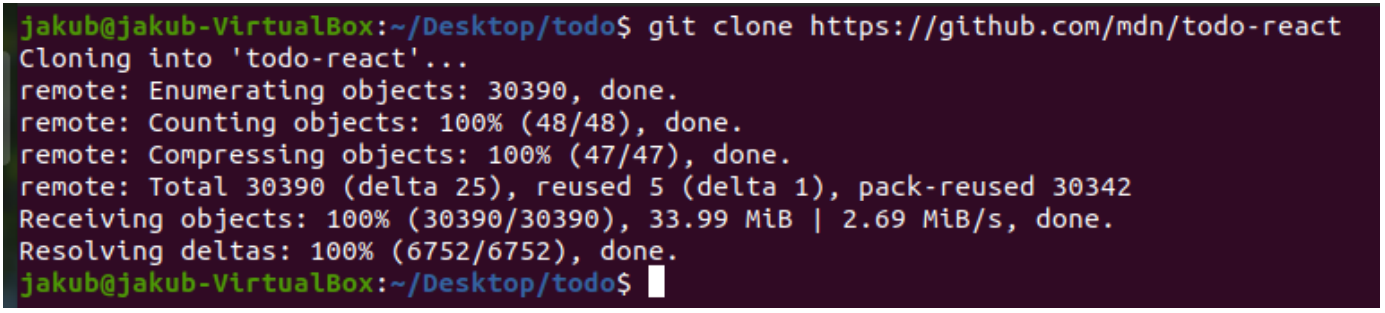 jakub@jakub-VirtualBox:~/Desktop/todo$ git clone https://github.com/mdn/todo-react
Cloning into 'todo-react'...
remote: Enumerating objects: 30390, done.
remote: Counting objects: 100% (48/48), done.
remote: Compressing objects: 100% (47/47), done.
remote: Total 30390 (delta 25), reused 5 (delta 1), pack-reused 30342
Receiving objects: 100% (30390/30390), 33.99 MiB | 2.69 MiB/s, done.
Resolving deltas: 100% (6752/6752), done.
jakub@jakub-VirtualBox:~/Desktop/todo$